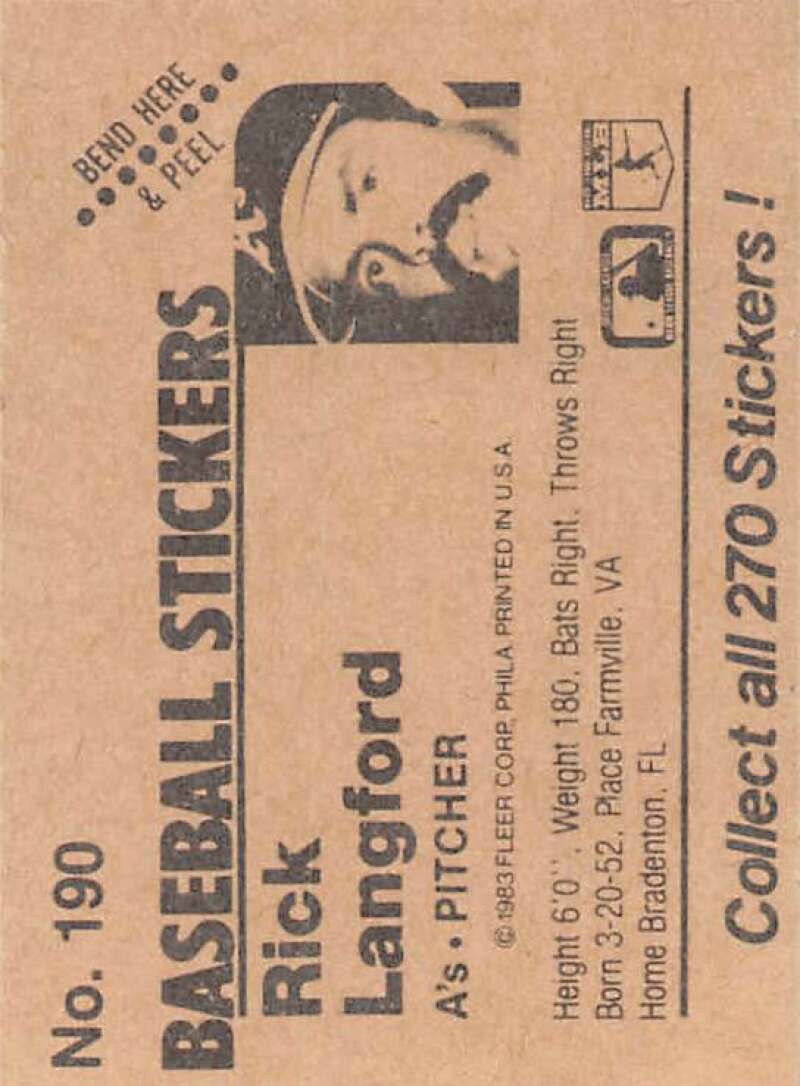 No. 190
BEND HERE
& PEEL
BASEBALL STICKERS
A's
Rick
Langford
A's • PITCHER
© 1983 FLEER CORP. PHILA. PRINTED IN U.S.A.
Height 6'0''. Weight 180. Bats Right. Throws Right
Born 3-20-52. Place Farmville. VA
Home Bradenton. FL
Collect all 270 Stickers!